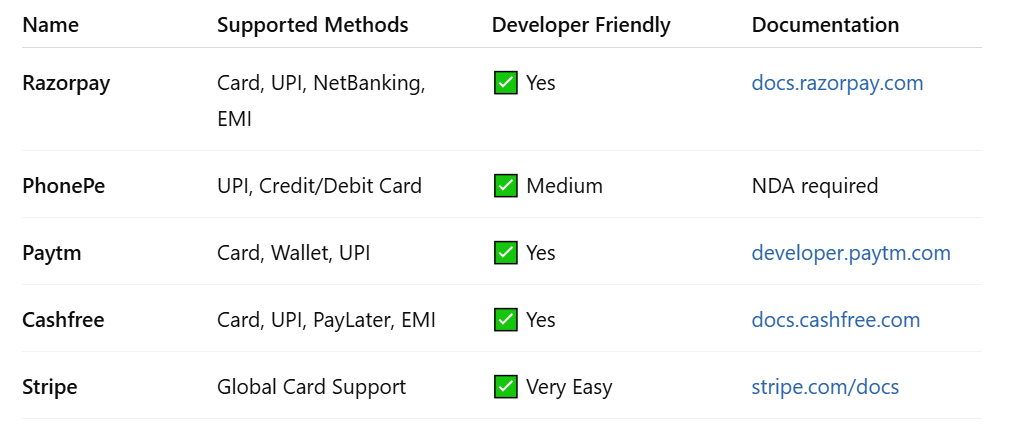 Name Supported Methods Developer Friendly Documentation
Razorpay Card, UPI, NetBanking, ✅ Yes docs.razorpay.com
EMI
PhonePe UPI, Credit/Debit Card ✅ Medium NDA required
Paytm Card, Wallet, UPI ✅ Yes developer.paytm.com
Cashfree Card, UPI, PayLater, EMI ✅ Yes docs.cashfree.com
Stripe Global Card Support ✅ Very Easy stripe.com/docs